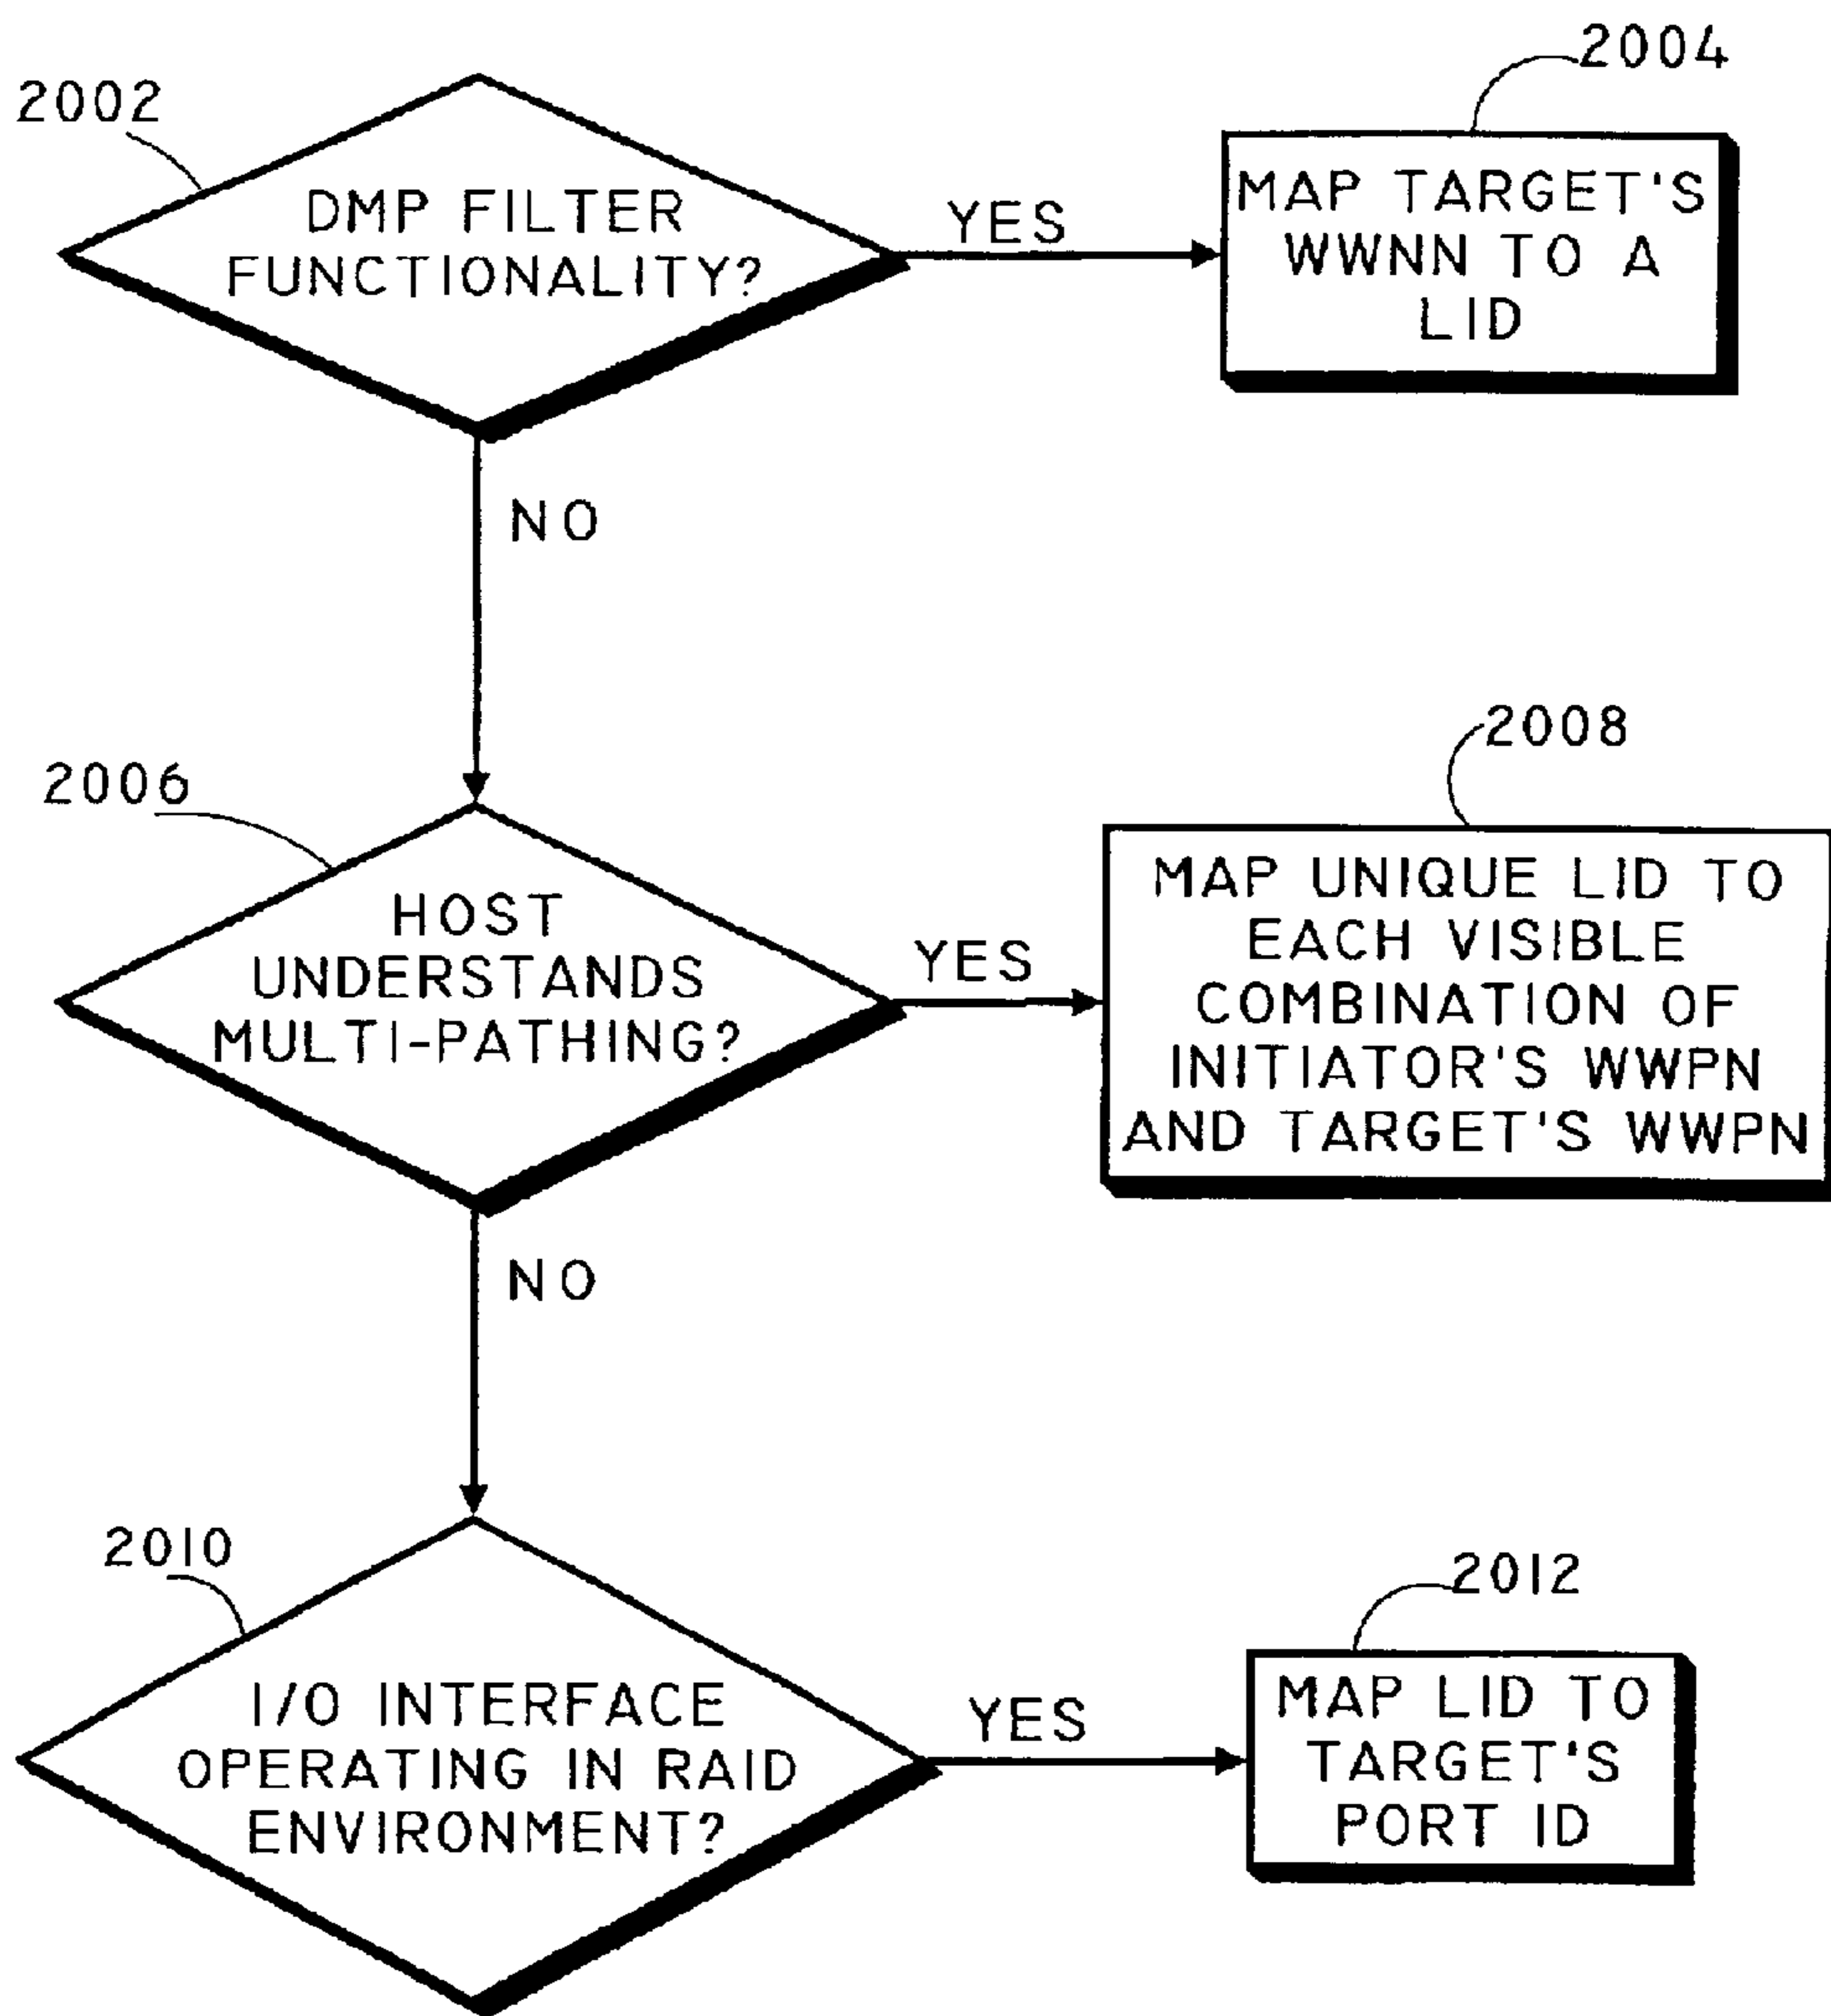 2002
2004
DMP FILTER
FUNCTIONALITY?
YES
MAP TARGET'S
WWNN TO A
LID
NO
2006
2008
HOST
UNDERSTANDS
MULTI-PATHING?
YES
MAP UNIQUE LID TO
EACH VISIBLE
COMBINATION OF
INITIATOR'S WWPN
AND TARGET'S WWPN
NO
2010
2012
I/O INTERFACE
OPERATING IN RAID
ENVIRONMENT?
YES
MAP LID TO
TARGET'S
PORT ID